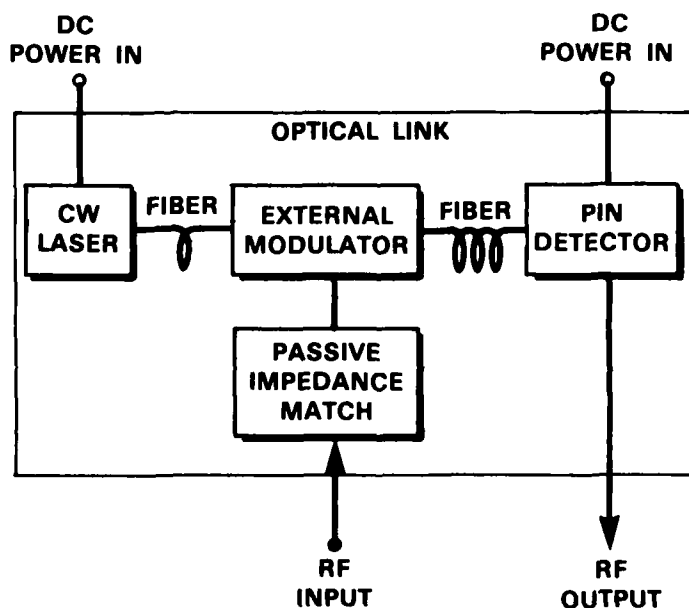 DC
POWER IN
DC
POWER IN
OPTICAL LINK
CW
LASER
FIBER
EXTERNAL
MODULATOR
FIBER
PIN
DETECTOR
PASSIVE
IMPEDANCE
MATCH
RF
INPUT
RF
OUTPUT